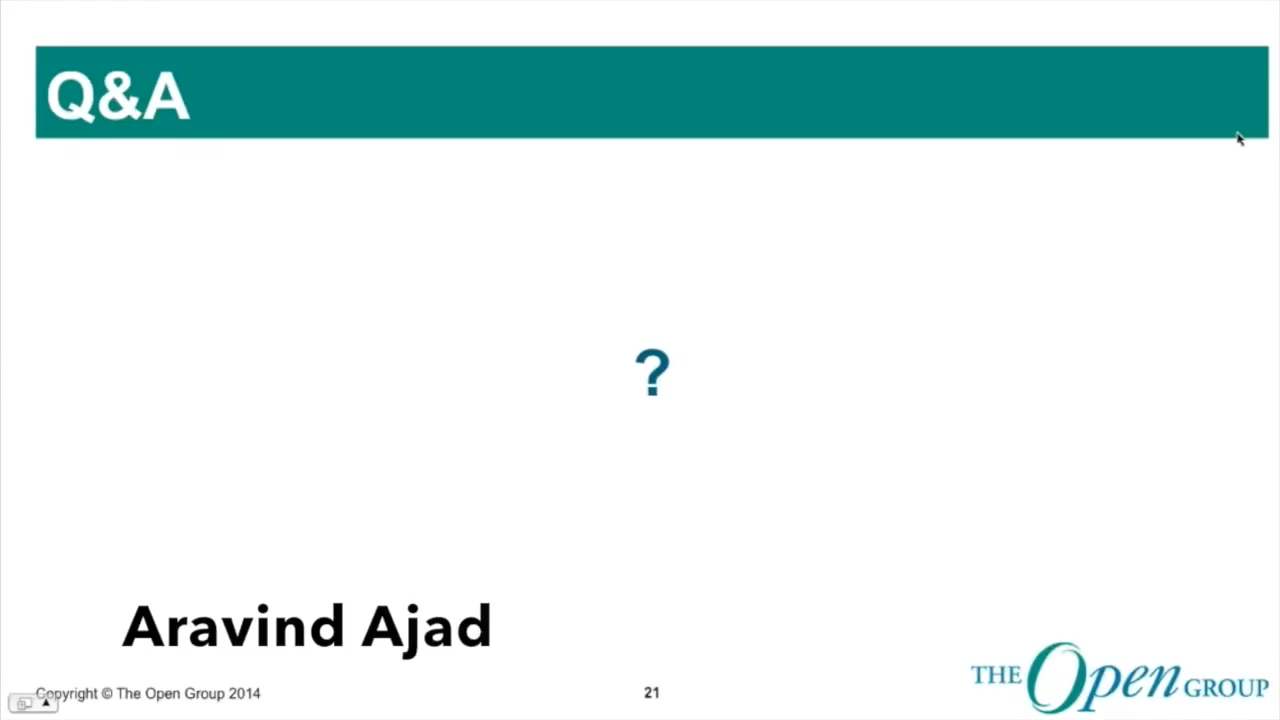 Q&A
?
Aravind Ajad
Copyright © The Open Group 2014
21
THE Open GROUP